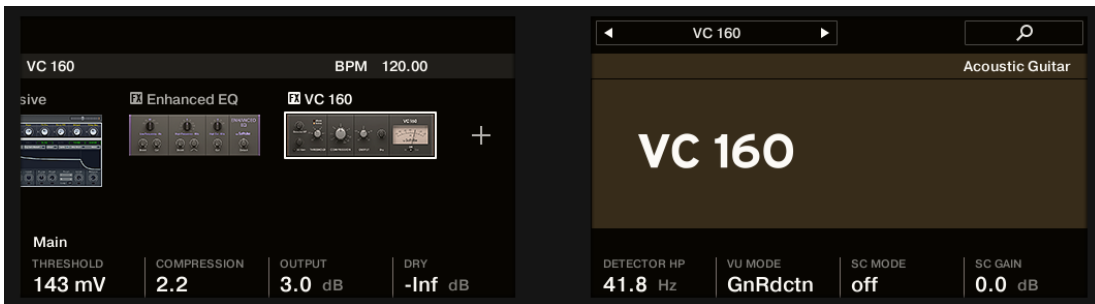 VC 160
VC 160 BPM 120.00
Acoustic Guitar
sive FX Enhanced EQ FX VC 160
VC 160
Main
THRESHOLD COMPRESSION OUTPUT DRY
143 mV 2.2 3.0 dB -Inf dB
DETECTOR HP VU MODE SC MODE SC GAIN
41.8 Hz GnRdctn off 0.0 dB